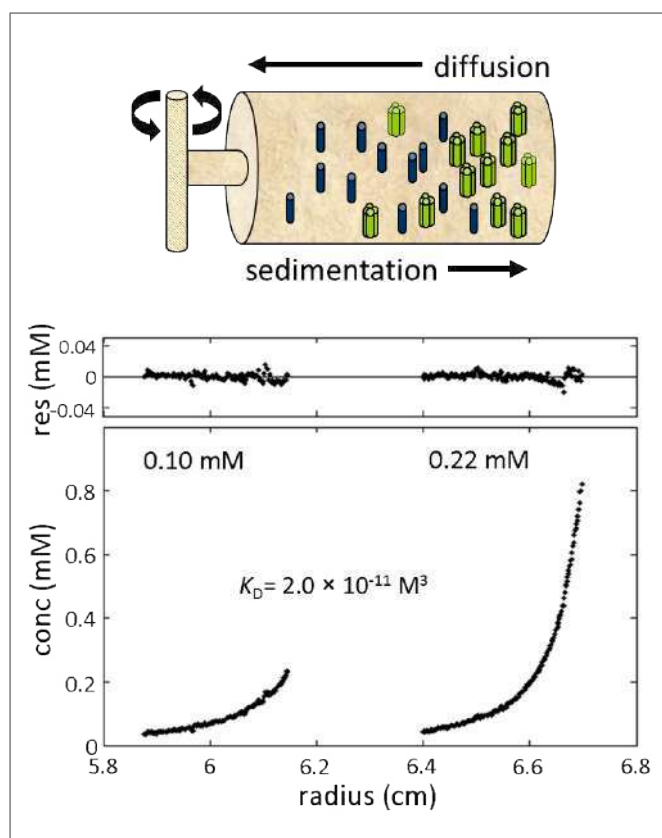 diffusion
sedimentation
res (mM)
0.04
0
-0.04
conc (mM)
0.10 mM 0.22 mM
0.8
0.6
K_D = 2.0 × 10⁻¹¹ M³
0.4
0.2
0
5.8 6 6.2 6.4 6.6 6.8
radius (cm)